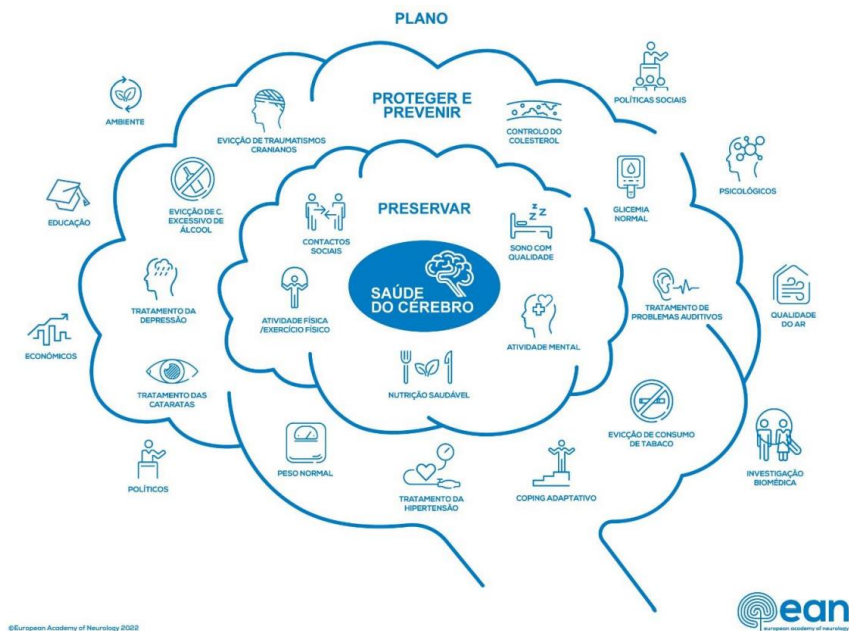 PLANO
PROTEGER E
PREVENIR
POLÍTICAS SOCIAIS
AMBIENTE
EVICÇÃO DE TRAUMATISMOS
CRANIANOS
CONTROLO DO
COLESTEROL
PSICOLÓGICOS
EDUCAÇÃO
EVICÇÃO DE C.
EXCESSIVO DE
ÁLCOOL
PRESERVAR
GLICEMIA
NORMAL
CONTACTOS
SOCIAIS
SONO COM
QUALIDADE
SAÚDE
DO CÉREBRO
TRATAMENTO DA
DEPRESSÃO
ATIVIDADE FÍSICA
/EXERCÍCIO FÍSICO
ATIVIDADE MENTAL
TRATAMENTO DE
PROBLEMAS AUDITIVOS
QUALIDADE
DO AR
ECONÓMICOS
TRATAMENTO DAS
CATARATAS
NUTRIÇÃO SAUDÁVEL
EVICÇÃO DE CONSUMO
DE TABACO
POLÍTICOS
PESO NORMAL
TRATAMENTO DA
HIPERTENSÃO
COPING ADAPTATIVO
INVESTIGAÇÃO
BIOMÉDICA
©European Academy of Neurology 2022
ean
european academy of neurology